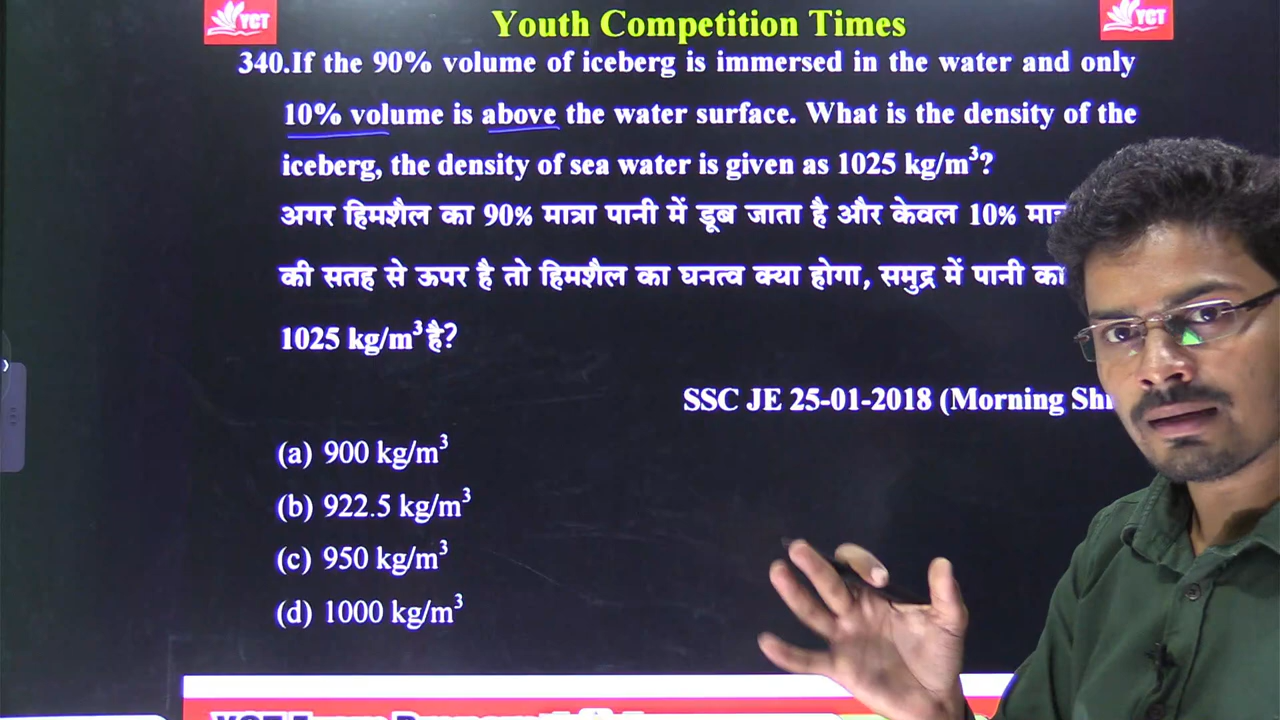 YCT
Youth Competition Times
YCT
340.If the 90% volume of iceberg is immersed in the water and only
10% volume is above the water surface. What is the density of the
iceberg, the density of sea water is given as 1025 kg/m³?
अगर हिमशैल का 90% मात्रा पानी में डूब जाता है और केवल 10%
की सतह से ऊपर है तो हिमशैल का घनत्व क्या होगा, समुद्र में पानी का
1025 kg/m³ है?
SSC JE 25-01-2018 (Morning
(a) 900 kg/m³
(b) 922.5 kg/m³
(c) 950 kg/m³
(d) 1000 kg/m³